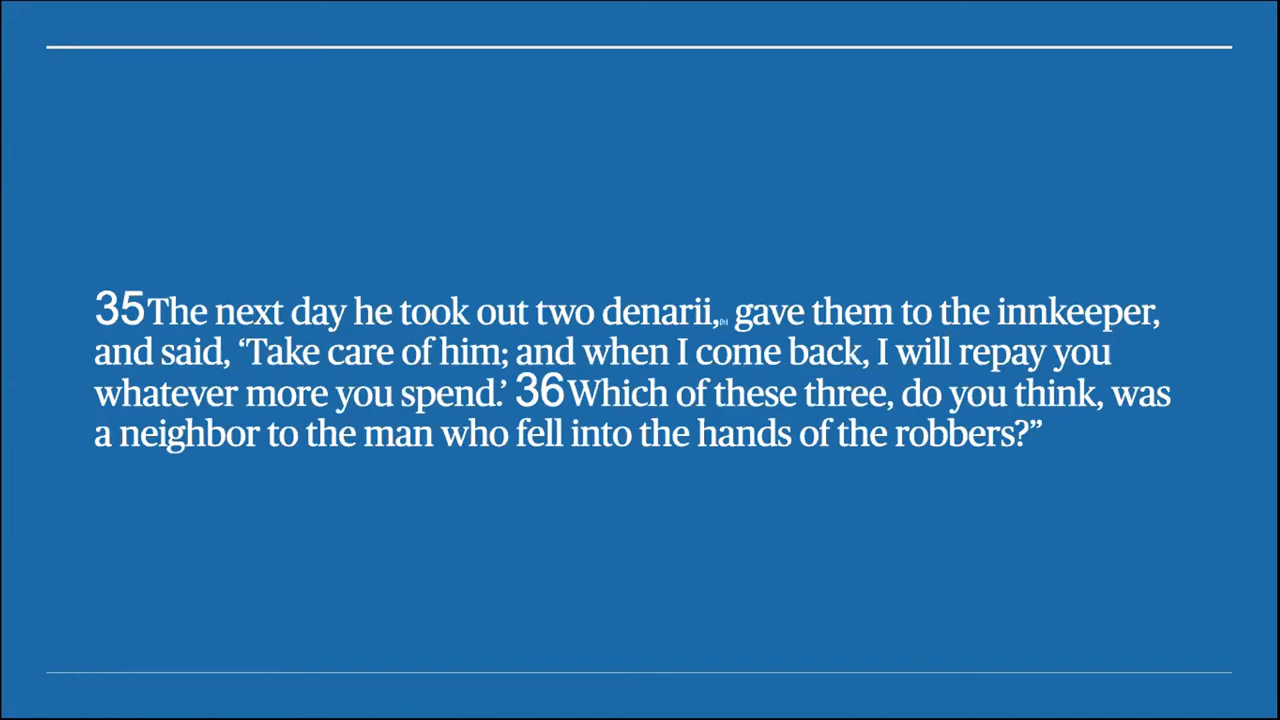 35The next day he took out two denarii,[b] gave them to the innkeeper,
and said, ‘Take care of him; and when I come back, I will repay you
whatever more you spend.’ 36Which of these three, do you think, was
a neighbor to the man who fell into the hands of the robbers?”